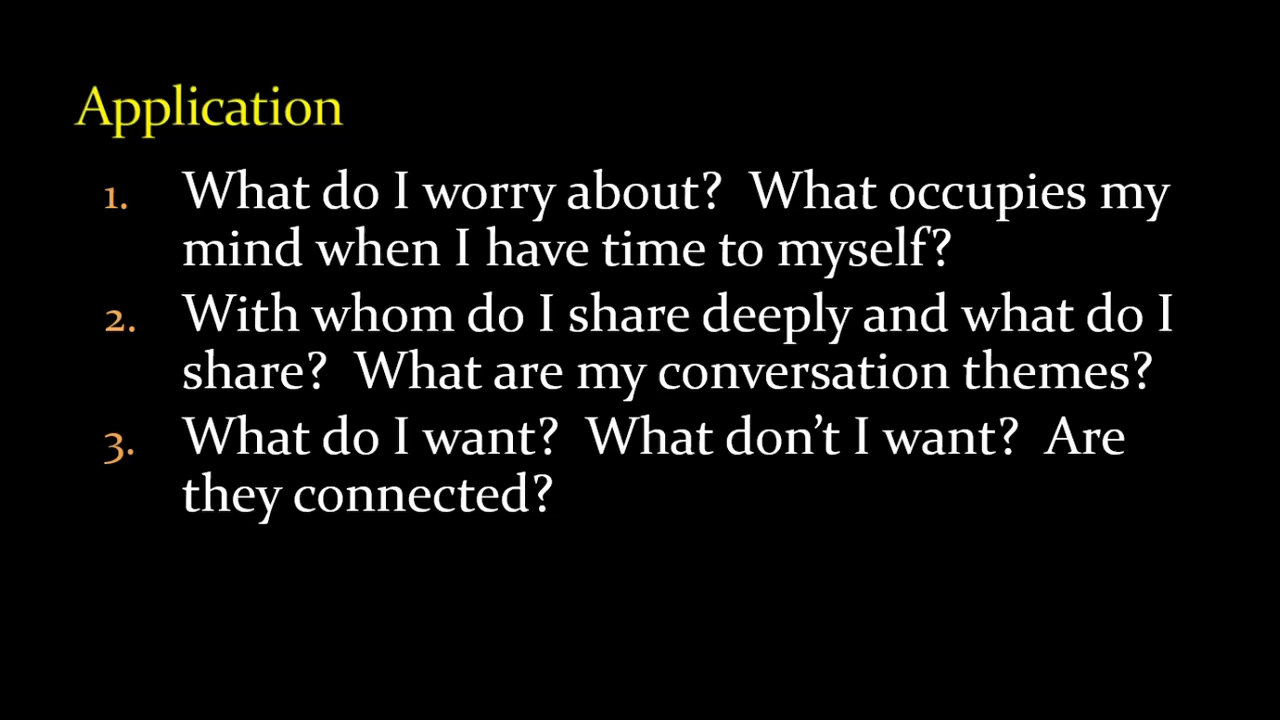 Application
1. What do I worry about?  What occupies my
mind when I have time to myself?
2. With whom do I share deeply and what do I
share?  What are my conversation themes?
3. What do I want?  What don’t I want?  Are
they connected?